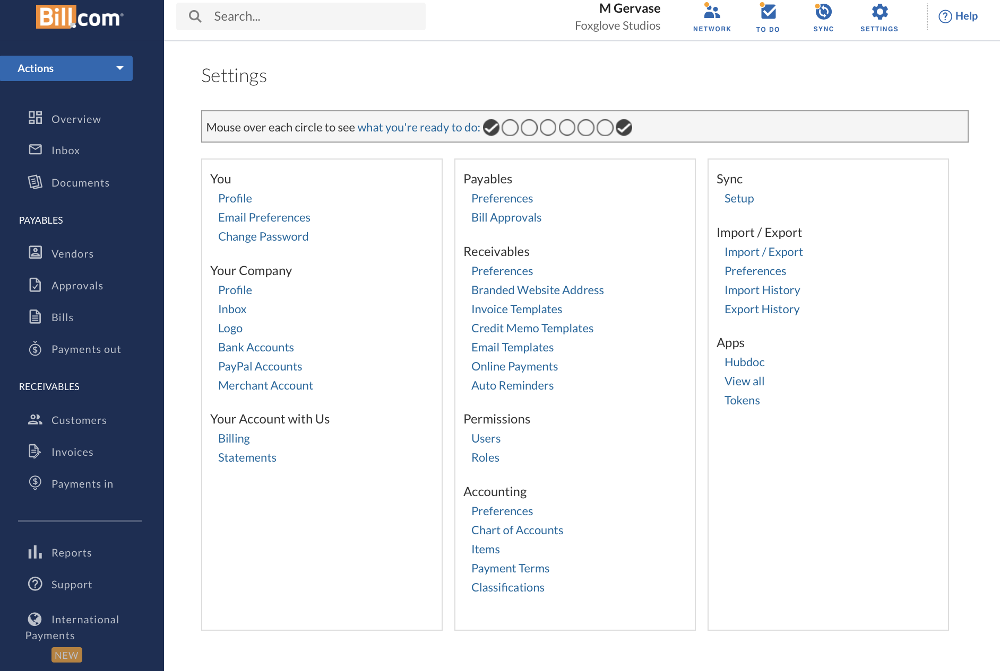 Bill.com
Search...
M Gervase
Foxglove Studios
NETWORK
TO DO
SYNC
SETTINGS
Help
Actions
Overview
Inbox
Documents
PAYABLES
Vendors
Approvals
Bills
Payments out
RECEIVABLES
Customers
Invoices
Payments in
Reports
Support
International
Payments
NEW
Settings
Mouse over each circle to see what you're ready to do:
You
Profile
Email Preferences
Change Password
Your Company
Profile
Inbox
Logo
Bank Accounts
PayPal Accounts
Merchant Account
Your Account with Us
Billing
Statements
Payables
Preferences
Bill Approvals
Receivables
Preferences
Branded Website Address
Invoice Templates
Credit Memo Templates
Email Templates
Online Payments
Auto Reminders
Permissions
Users
Roles
Accounting
Preferences
Chart of Accounts
Items
Payment Terms
Classifications
Sync
Setup
Import / Export
Import / Export
Preferences
Import History
Export History
Apps
Hubdoc
View all
Tokens